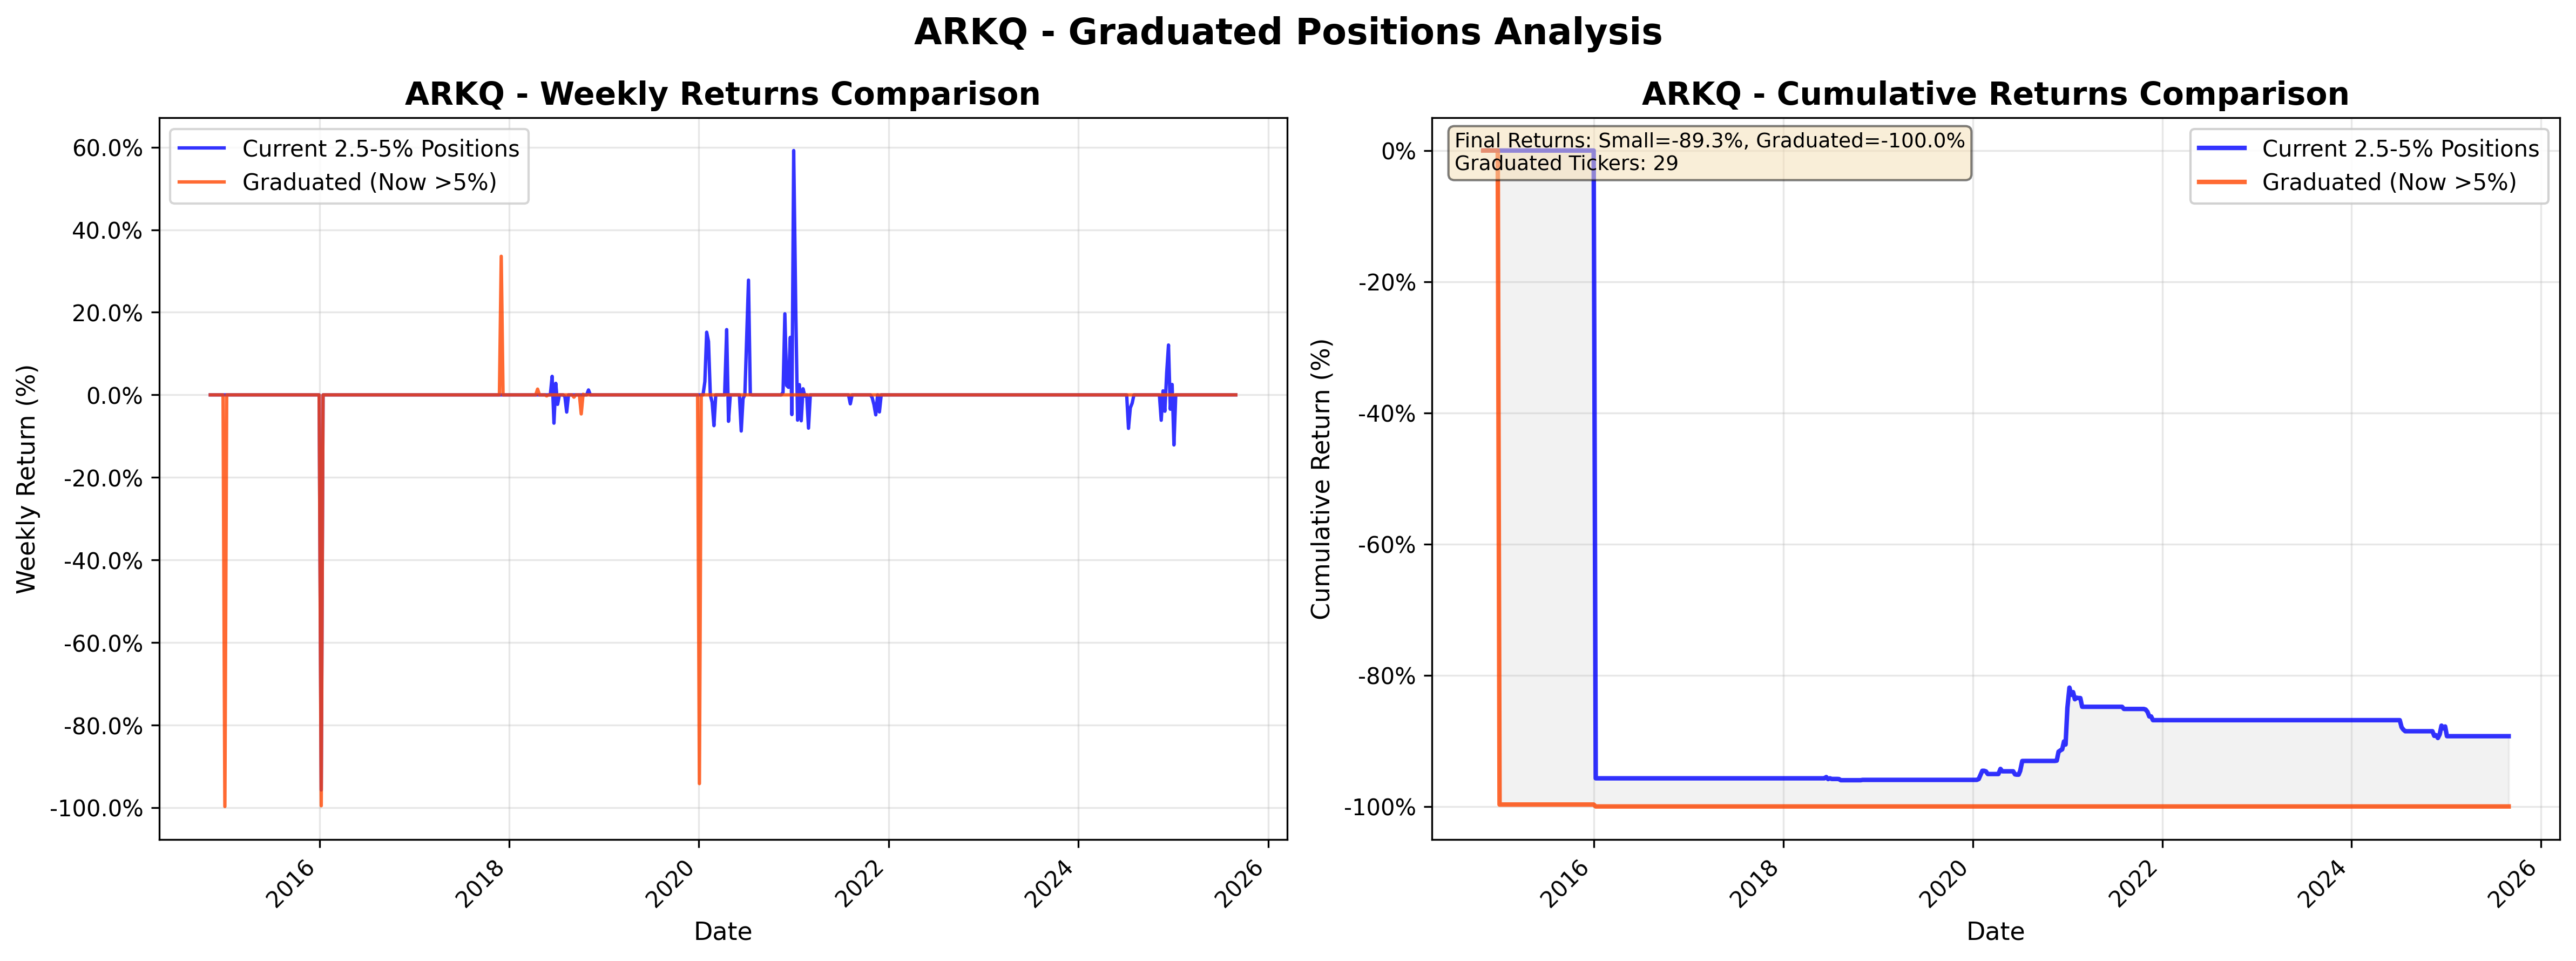 ARKQ - Graduated Positions Analysis
ARKQ - Weekly Returns Comparison
Current 2.5-5% Positions
Graduated (Now >5%)
Weekly Return (%)
60.0%
40.0%
20.0%
0.0%
-20.0%
-40.0%
-60.0%
-80.0%
-100.0%
2016
2018
2020
2022
2024
2026
Date
ARKQ - Cumulative Returns Comparison
Final Returns: Small=-89.3%, Graduated=-100.0%
Graduated Tickers: 29
Current 2.5-5% Positions
Graduated (Now >5%)
Cumulative Return (%)
0%
-20%
-40%
-60%
-80%
-100%
2016
2018
2020
2022
2024
2026
Date